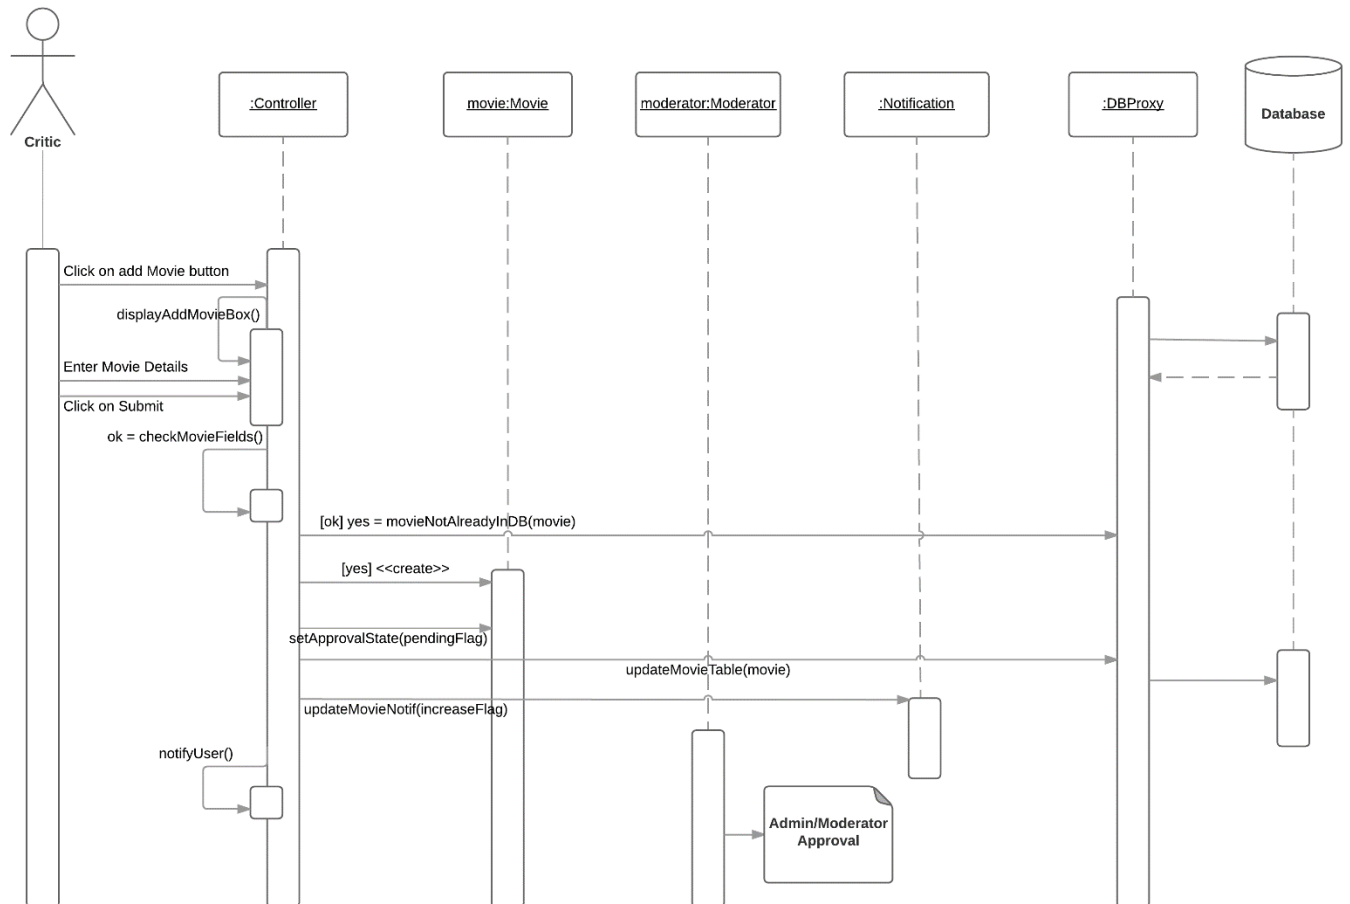 Critic
:Controller
movie:Movie
moderator:Moderator
:Notification
:DBProxy
Database
Click on add Movie button
displayAddMovieBox()
Enter Movie Details
Click on Submit
ok = checkMovieFields()
[ok] yes = movieNotAlreadyInDB(movie)
[yes] <<create>>
setApprovalState(pendingFlag)
updateMovieTable(movie)
updateMovieNotif(increaseFlag)
notifyUser()
Admin/Moderator
Approval